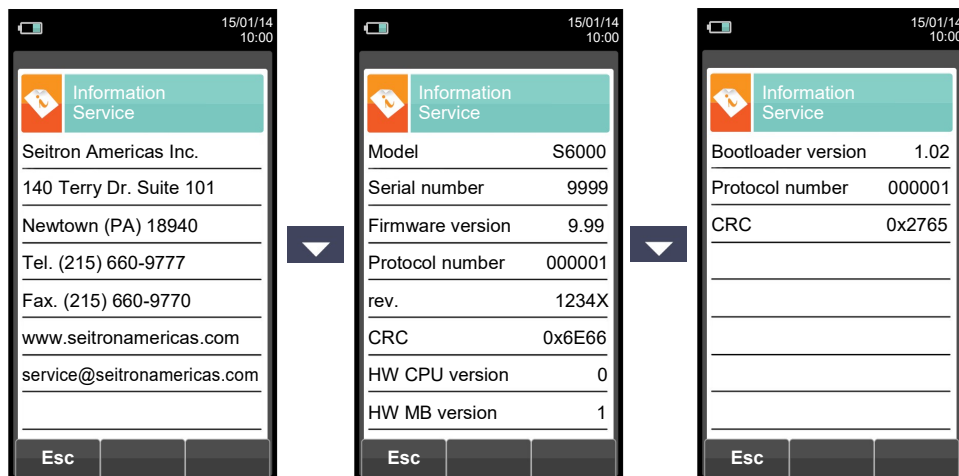 15/01/14
10:00
Information
Service
Seitron Americas Inc.
140 Terry Dr. Suite 101
Newtown (PA) 18940
Tel. (215) 660-9777
Fax. (215) 660-9770
www.seitronamericas.com
service@seitronamericas.com
Esc
15/01/14
10:00
Information
Service
Model S6000
Serial number 9999
Firmware version 9.99
Protocol number 000001
rev. 1234X
CRC 0x6E66
HW CPU version 0
HW MB version 1
Esc
15/01/14
10:00
Information
Service
Bootloader version 1.02
Protocol number 000001
CRC 0x2765
Esc